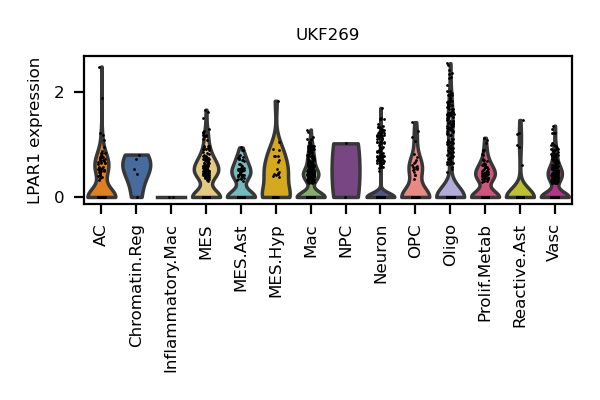 UKF269
LPAR1 expression
2
0
AC
Chromatin.Reg
Inflammatory.Mac
MES
MES.Ast
MES.Hyp
Mac
NPC
Neuron
OPC
Oligo
Prolif.Metab
Reactive.Ast
Vasc